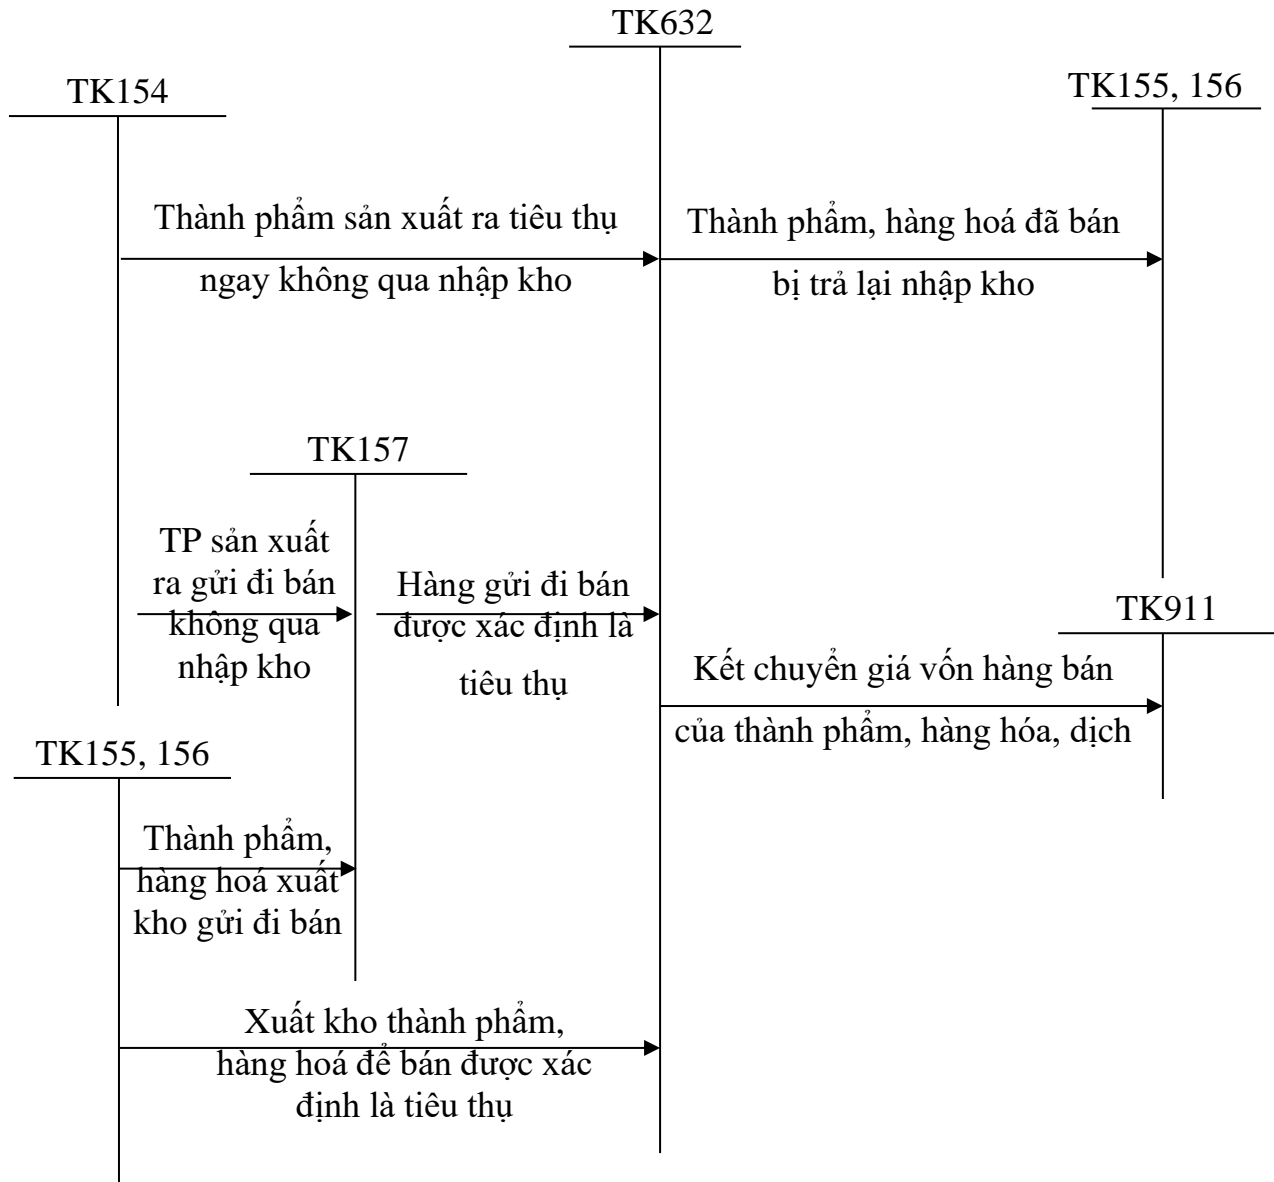 TK632
TK154
TK155, 156
Thành phẩm sản xuất ra tiêu thụ
ngay không qua nhập kho
Thành phẩm, hàng hoá đã bán
bị trả lại nhập kho
TK157
TP sản xuất
ra gửi đi bán
không qua
nhập kho
Hàng gửi đi bán
được xác định là
tiêu thụ
TK911
Kết chuyển giá vốn hàng bán
của thành phẩm, hàng hóa, dịch
TK155, 156
Thành phẩm,
hàng hoá xuất
kho gửi đi bán
Xuất kho thành phẩm,
hàng hoá để bán được xác
định là tiêu thụ